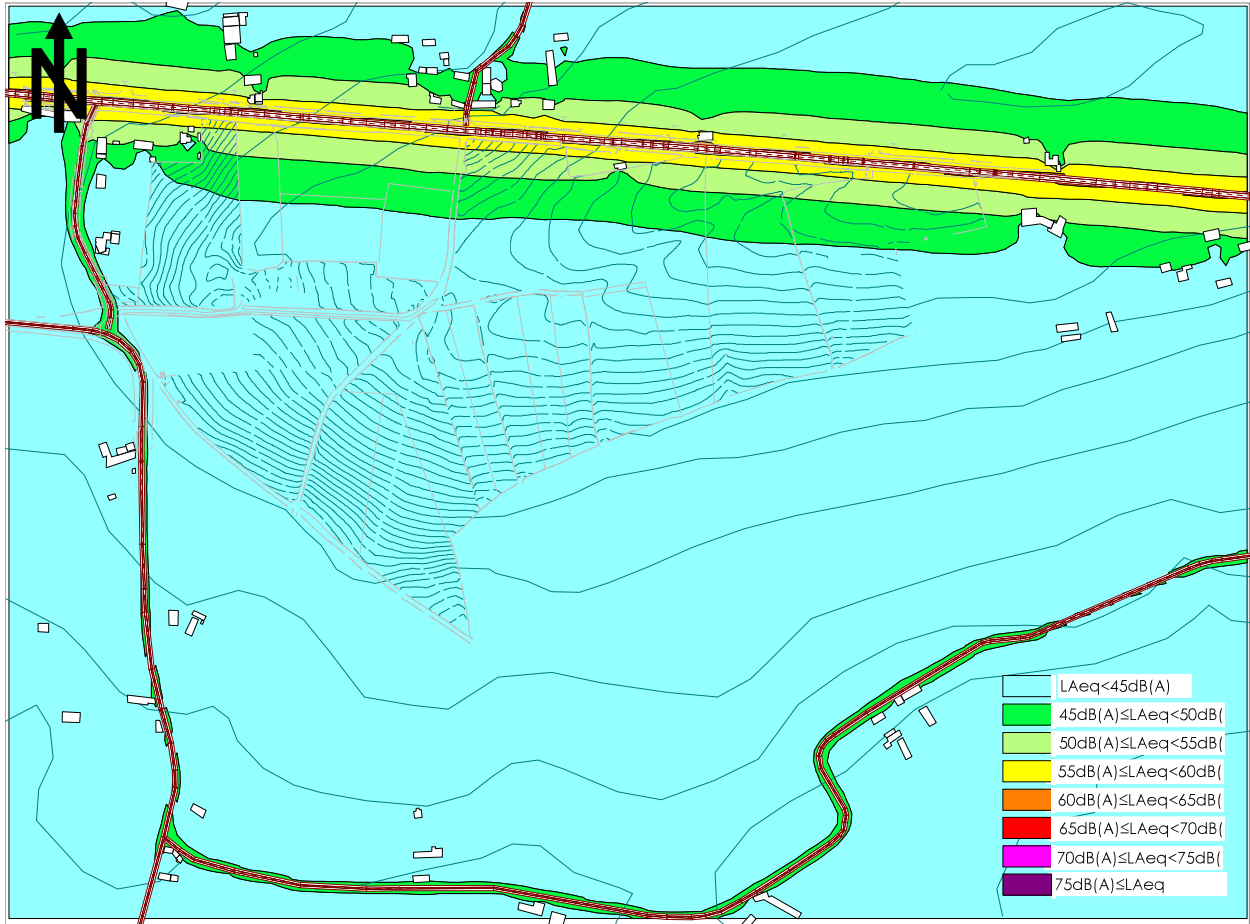 N
LAeq<45dB(A)
45dB(A)≤LAeq<50dB(
50dB(A)≤LAeq<55dB(
55dB(A)≤LAeq<60dB(
60dB(A)≤LAeq<65dB(
65dB(A)≤LAeq<70dB(
70dB(A)≤LAeq<75dB(
75dB(A)≤LAeq